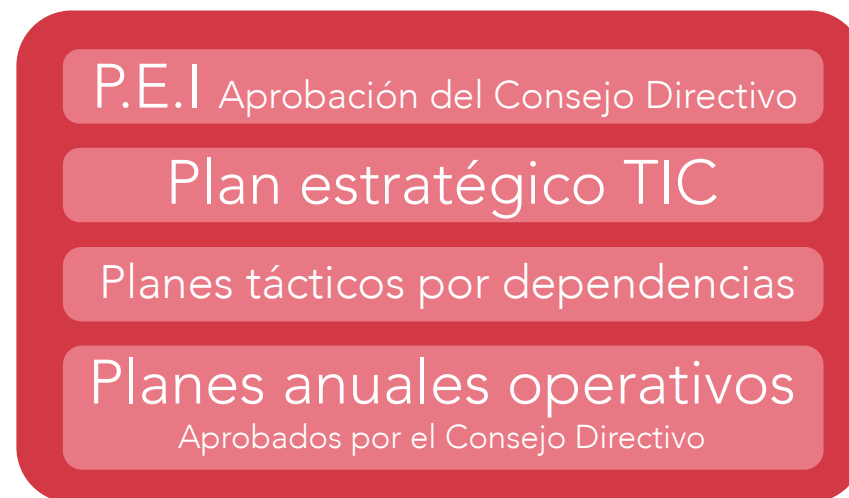 P.E.I Aprobación del Consejo Directivo
Plan estratégico TIC
Planes tácticos por dependencias
Planes anuales operativos
Aprobados por el Consejo Directivo